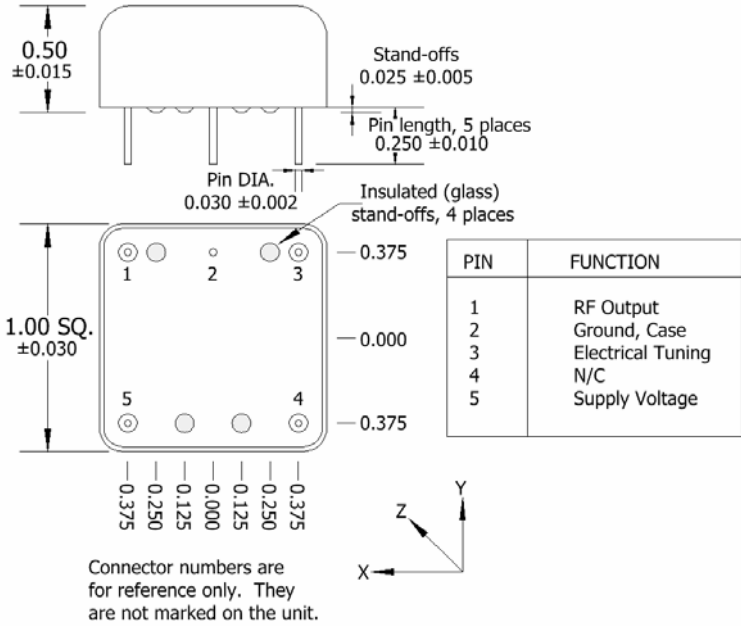 0.50
±0.015
Stand-offs
0.025 ±0.005
Pin length, 5 places
0.250 ±0.010
Pin DIA.
0.030 ±0.002
Insulated (glass)
stand-offs, 4 places
1 2 3
0.375
1.00 SQ.
±0.030
0.000
5 4
0.375
0.375 0.250 0.125 0.000 0.125 0.250 0.375
PIN FUNCTION
1 RF Output
2 Ground, Case
3 Electrical Tuning
4 N/C
5 Supply Voltage
Y
Z
X
Connector numbers are
for reference only. They
are not marked on the unit.